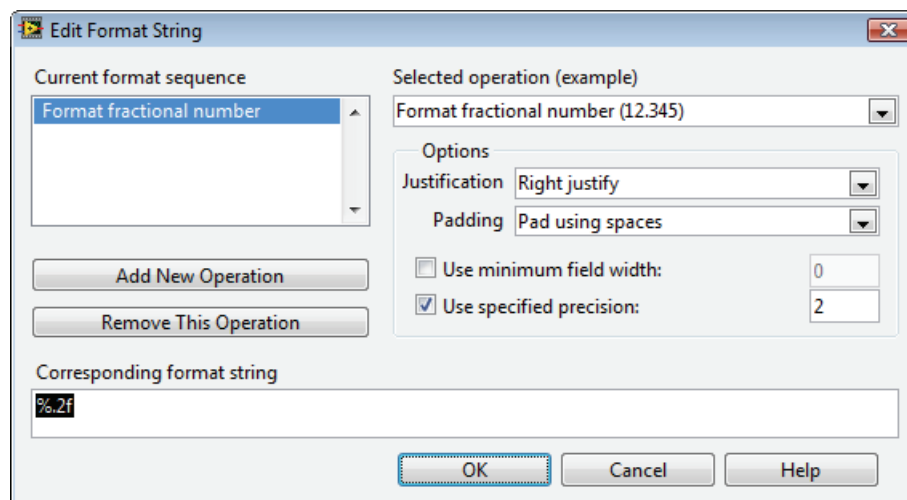 Edit Format String
Current format sequence
Format fractional number
Add New Operation
Remove This Operation
Selected operation (example)
Format fractional number (12.345)
Options
Justification Right justify
Padding Pad using spaces
Use minimum field width: 0
Use specified precision: 2
Corresponding format string
%.2f
OK Cancel Help